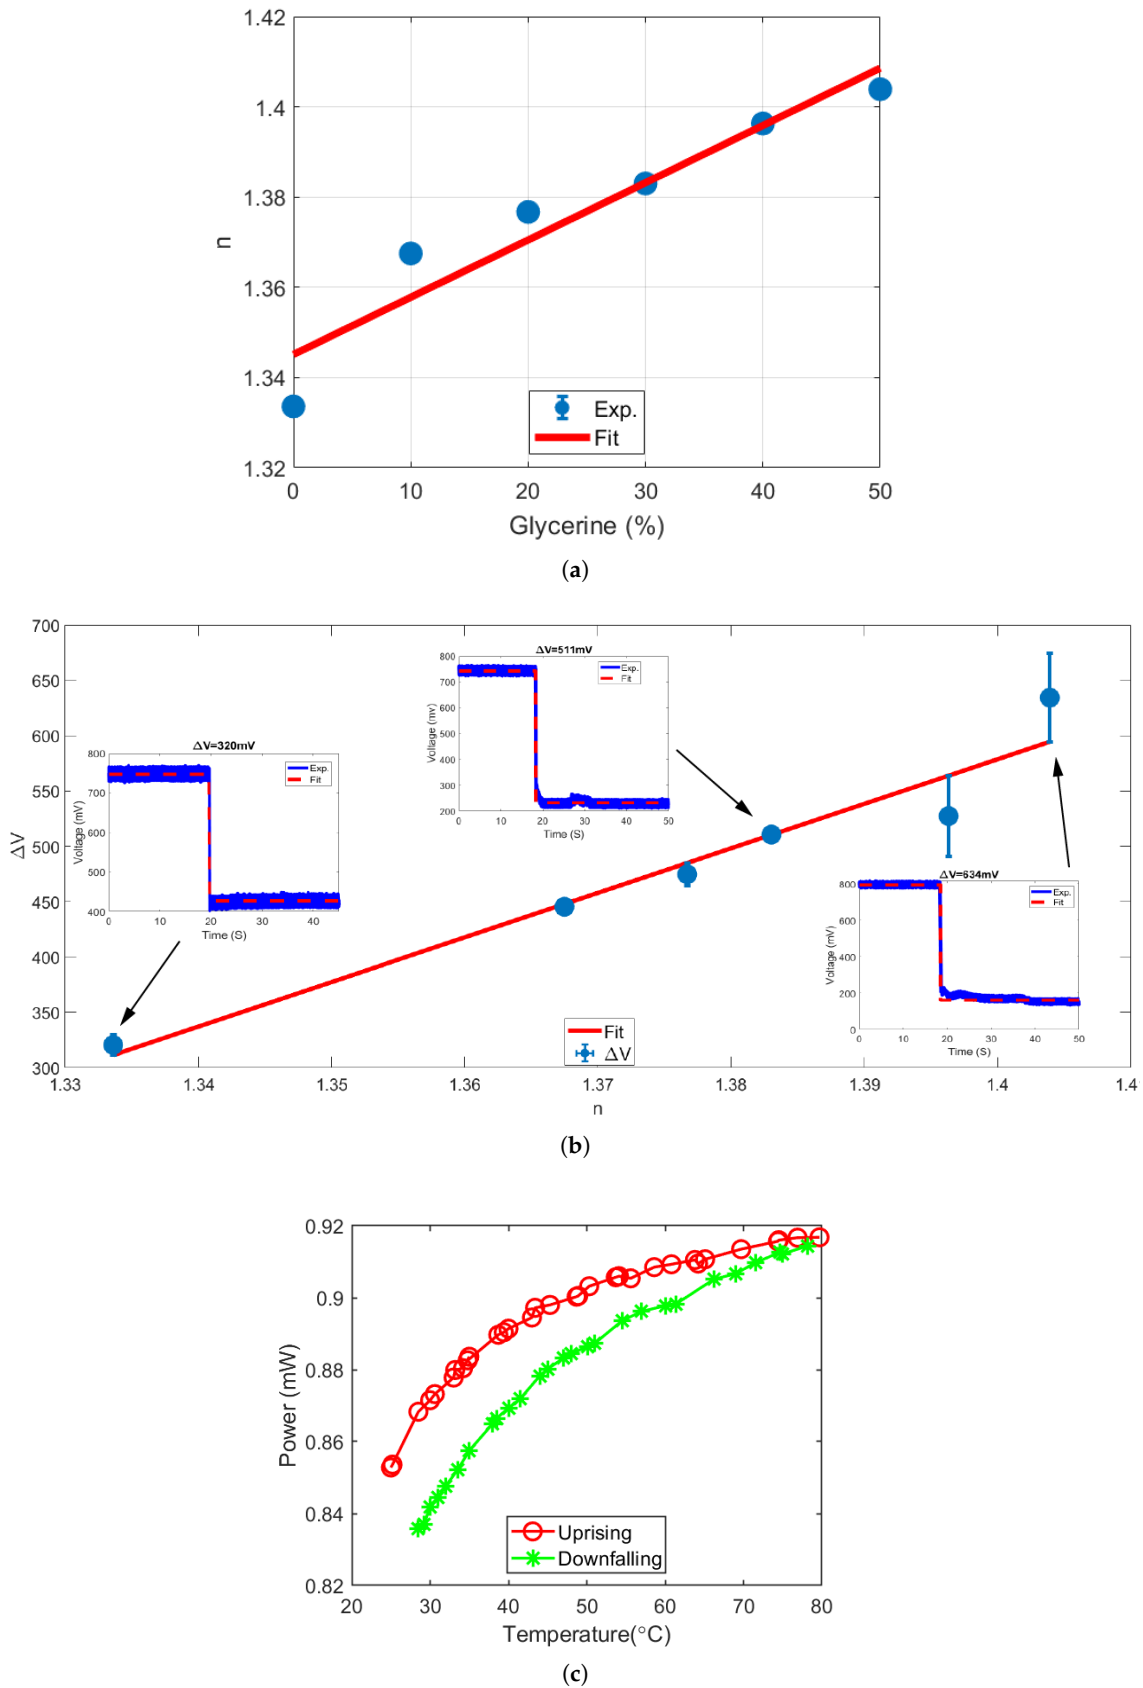 1.42
1.4
1.38
1.36
1.34
1.32
n
0 10 20 30 40 50
Glycerine (%)
Exp.
Fit
(a)
700
650
600
550
500
450
400
350
300
ΔV
1.33 1.34 1.35 1.36 1.37 1.38 1.39 1.4 1.4
n
Fit
ΔV
ΔV=320mV
800
700
600
500
400
Voltage (mV)
0 10 20 30 40
Time (S)
Exp.
Fit
ΔV=511mV
800
700
600
500
400
300
200
Voltage (mv)
0 10 20 30 40 50
Time (S)
Exp.
Fit
ΔV=634mV
800
600
400
200
0
Voltage (mV)
0 10 20 30 40 50
Time (S)
Exp.
Fit
(b)
0.92
0.9
0.88
0.86
0.84
0.82
Power (mW)
20 30 40 50 60 70 80
Temperature(°C)
Uprising
Downfalling
(c)